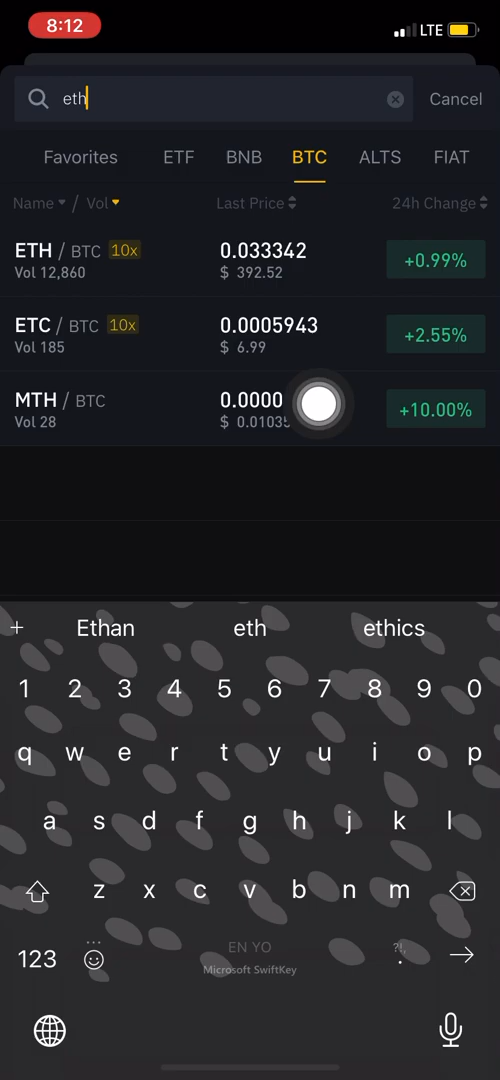 8:12
LTE
eth
Cancel
Favorites ETF BNB BTC ALTS FIAT
Name / Vol Last Price 24h Change
ETH / BTC 10x 0.033342 +0.99%
Vol 12,860 $ 392.52
ETC / BTC 10x 0.0005943 +2.55%
Vol 185 $ 6.99
MTH / BTC 0.0000 +10.00%
Vol 28 $ 0.01035
+ Ethan eth ethics
1 2 3 4 5 6 7 8 9 0
q w e r t y u i o p
a s d f g h j k l
z x c v b n m
123 EN YO ?!,
Microsoft SwiftKey .